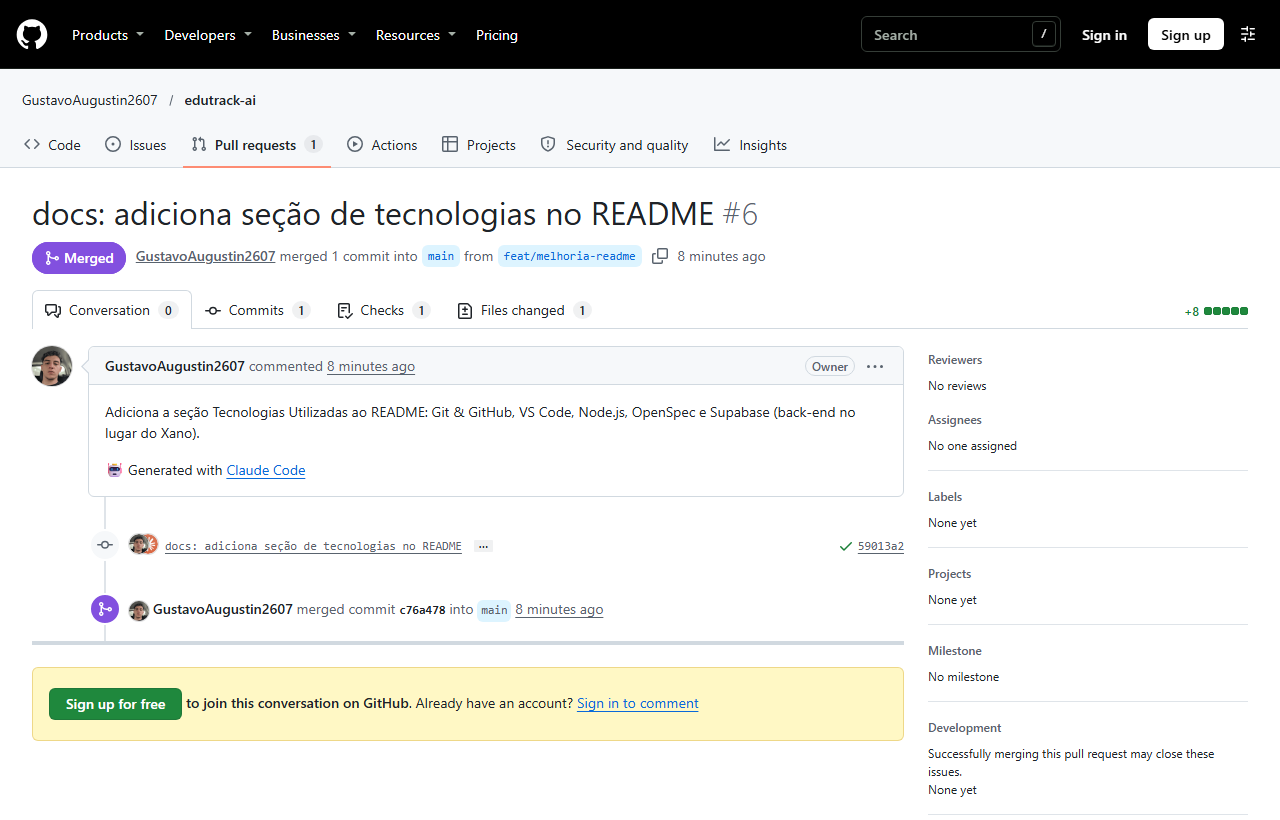 Products Developers Businesses Resources Pricing Search / Sign in Sign up
GustavoAugustin2607 / edutrack-ai
Code Issues Pull requests 1 Actions Projects Security and quality Insights
docs: adiciona seção de tecnologias no README #6
Merged GustavoAugustin2607 merged 1 commit into main from feat/melhoria-readme 8 minutes ago
Conversation 0 Commits 1 Checks 1 Files changed 1 +8
GustavoAugustin2607 commented 8 minutes ago Owner ...
Adiciona a seção Tecnologias Utilizadas ao README: Git & GitHub, VS Code, Node.js, OpenSpec e Supabase (back-end no
lugar do Xano).
Generated with Claude Code
docs: adiciona seção de tecnologias no README ... 59013a2
GustavoAugustin2607 merged commit c76a478 into main 8 minutes ago
Sign up for free to join this conversation on GitHub. Already have an account? Sign in to comment
Reviewers
No reviews
Assignees
No one assigned
Labels
None yet
Projects
None yet
Milestone
No milestone
Development
Successfully merging this pull request may close these
issues.
None yet